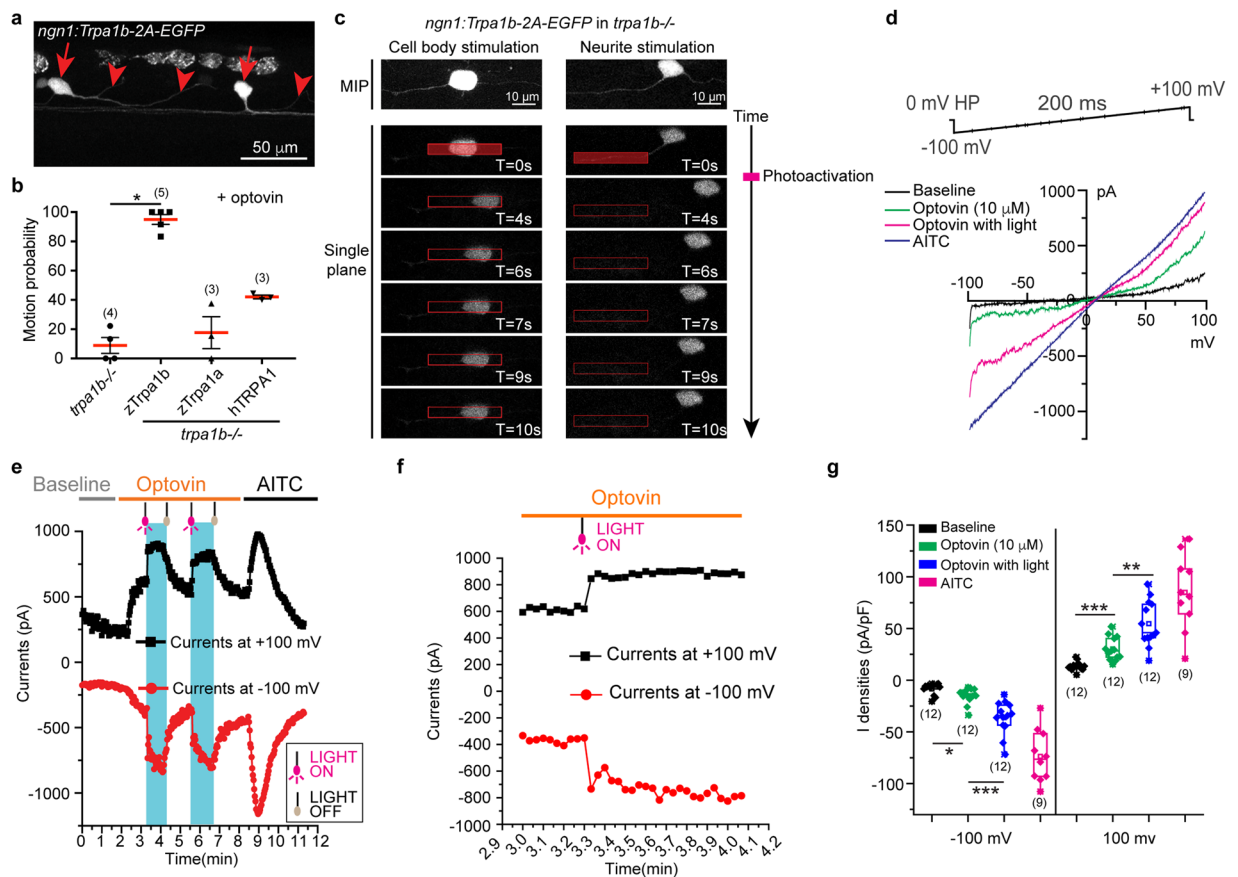 a
ngn1:Trpa1b-2A-EGFP
50 µm
b
+ optovin
*
(5)
(4)
(3)
(3)
Motion probability
100
80
60
40
20
0
trpa1b-/-
zTrpa1b
zTrpa1a
hTRPA1
trpa1b-/-
c
ngn1:Trpa1b-2A-EGFP in trpa1b-/-
Cell body stimulation
Neurite stimulation
MIP
10 µm
10 µm
Time
Photoactivation
Single
plane
T=0s
T=0s
T=4s
T=4s
T=6s
T=6s
T=7s
T=7s
T=9s
T=9s
T=10s
T=10s
d
0 mV HP
200 ms
+100 mV
-100 mV
Baseline
Optovin (10 µM)
Optovin with light
AITC
1000
pA
500
-100
-50
0
0
50
100
mV
-500
-1000
e
Baseline
Optovin
AITC
1000
500
0
-500
-1000
Currents (pA)
Currents at +100 mV
Currents at -100 mV
LIGHT
ON
LIGHT
OFF
0 1 2 3 4 5 6 7 8 9 10 11 12
Time(min)
f
Optovin
LIGHT
ON
1000
800
600
400
200
0
-200
-400
-600
-800
-1000
Currents (pA)
Currents at +100 mV
Currents at -100 mV
2.9 3.0 3.1 3.2 3.3 3.4 3.5 3.6 3.7 3.8 3.9 4.0 4.1 4.2
Time(min)
g
150
125
100
75
50
25
0
-25
-50
-75
-100
I densities (pA/pF)
Baseline
Optovin (10 µM)
Optovin with light
AITC
(12)
(12)
(12)
(9)
*
***
***
**
(12)
(12)
(12)
(9)
-100 mV
100 mv